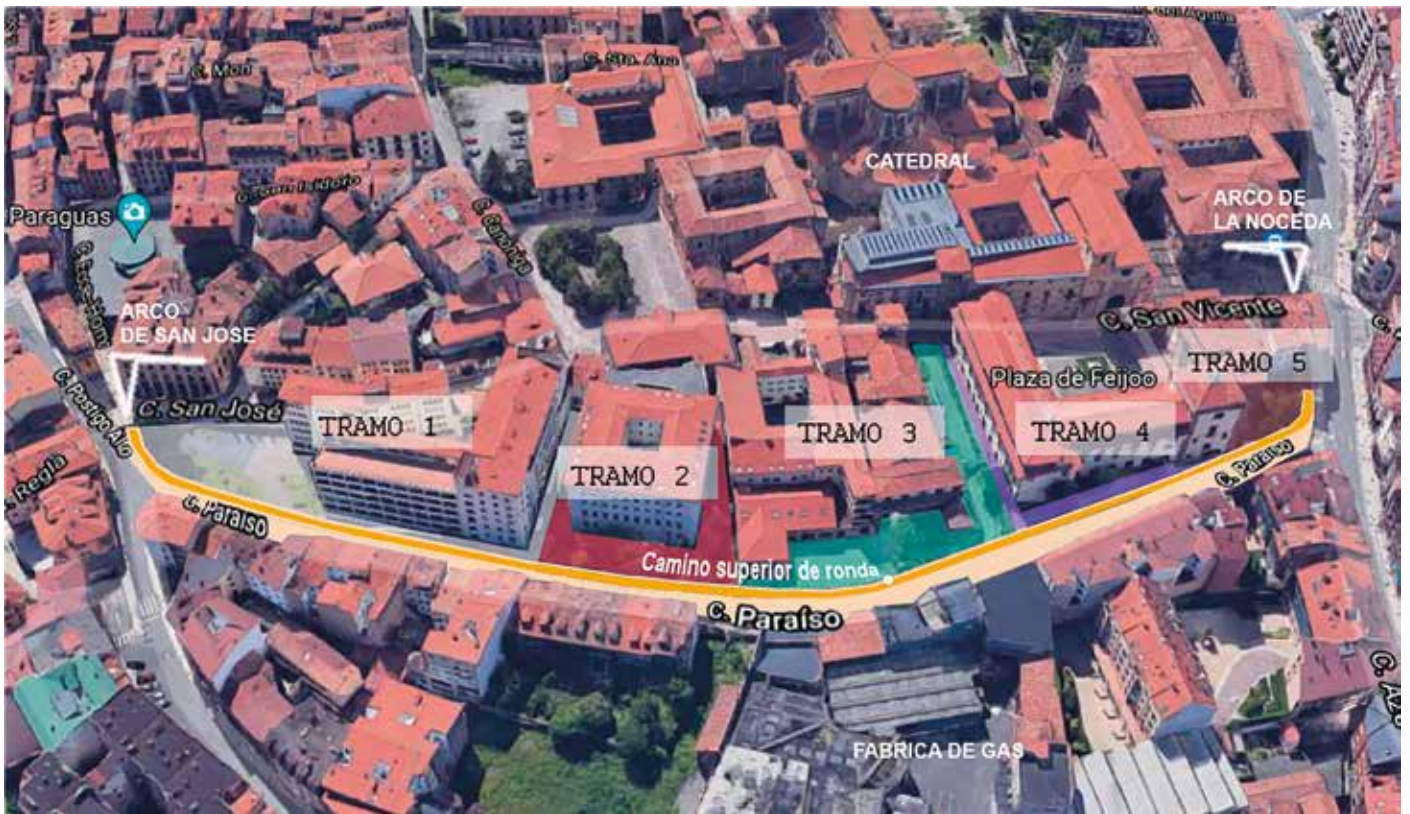 C. Mon
C. Sta. Ana
CATEDRAL
Paraguas
C. Canóniga
ARCO DE
LA NOCEDA
ARCO
DE SAN JOSE
C. San Vicente
C. Postigo Alto
C. San José
Plaza de Feijoo
TRAMO 1
TRAMO 2
TRAMO 3
TRAMO 4
TRAMO 5
Regla
C. Paraíso
C. Paraíso
Camino superior de ronda
C. Paraíso
FABRICA DE GAS